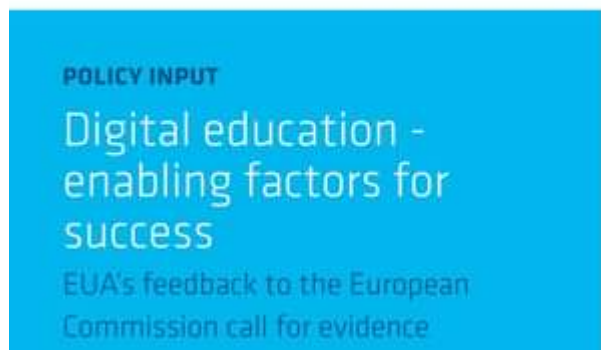 POLICY INPUT
Digital education -
enabling factors for
success
EUA's feedback to the European
Commission call for evidence